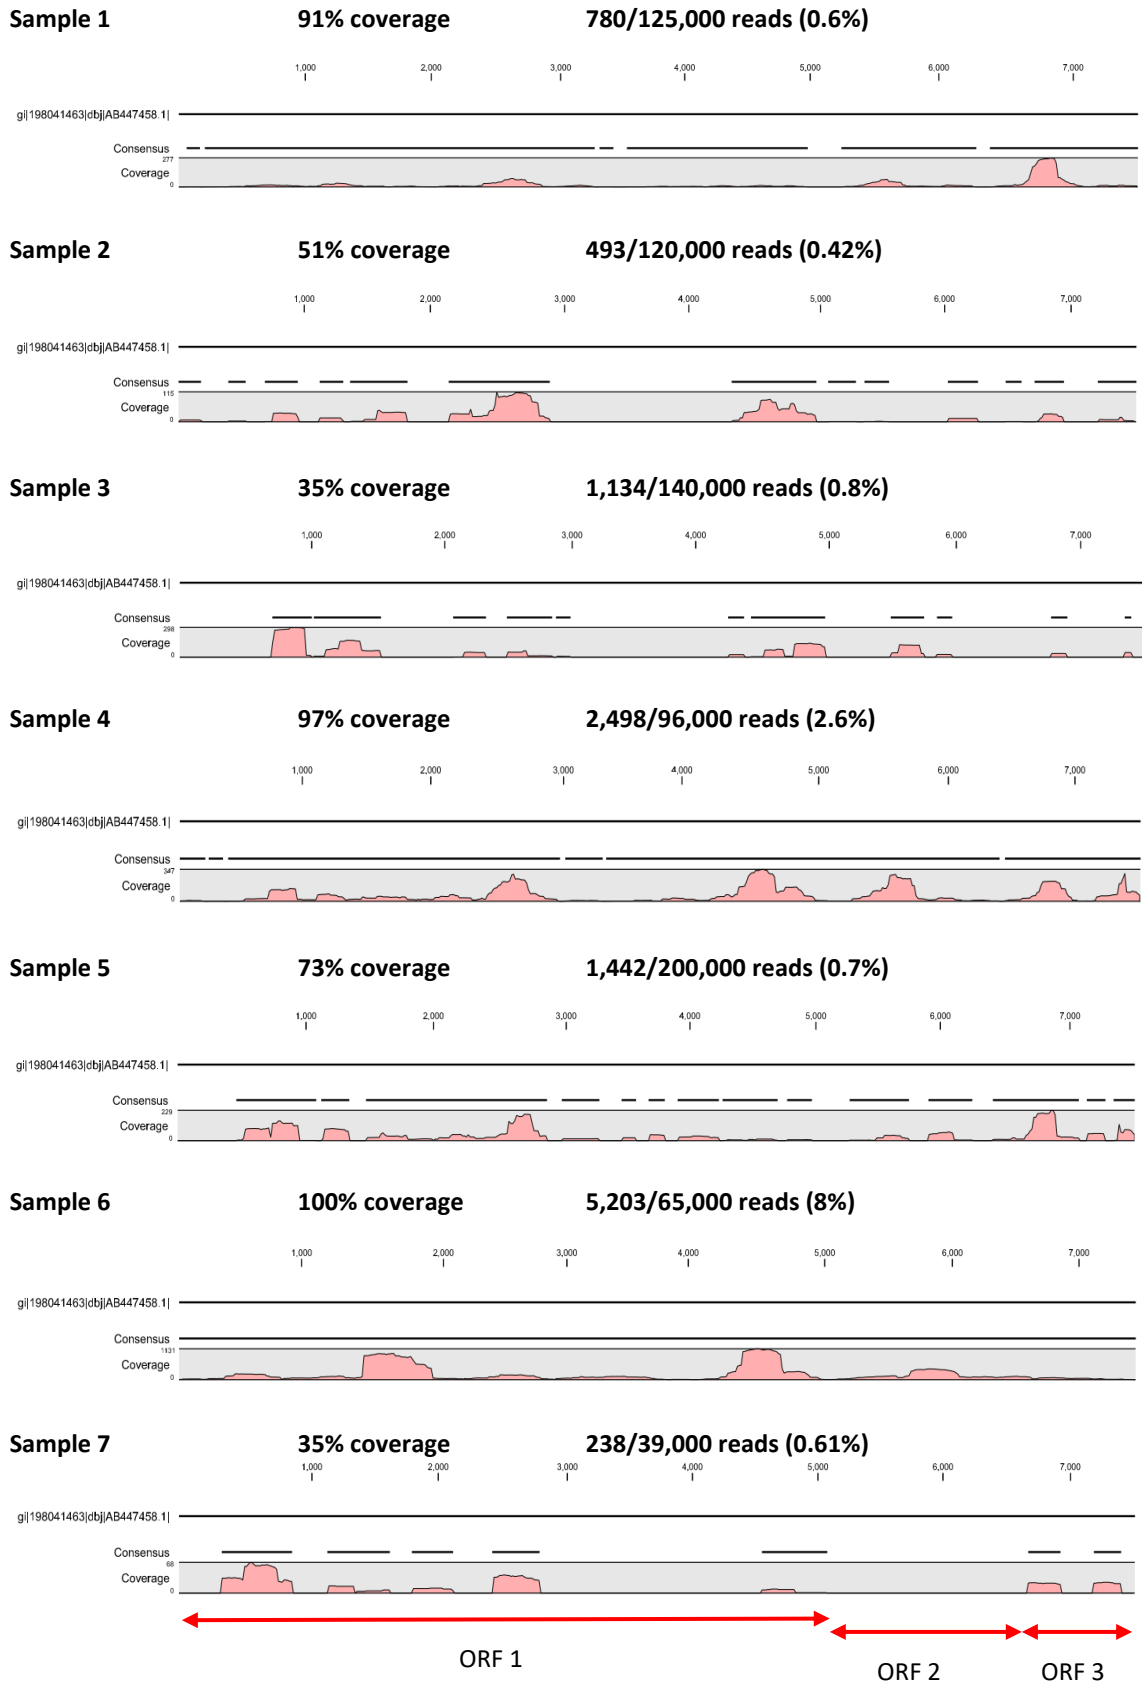 Sample 1 91% coverage 780/125,000 reads (0.6%)
1,000 2,000 3,000 4,000 5,000 6,000 7,000
gi|198041463|dbj|AB447458.1|
Consensus
277
Coverage
0
Sample 2 51% coverage 493/120,000 reads (0.42%)
1,000 2,000 3,000 4,000 5,000 6,000 7,000
gi|198041463|dbj|AB447458.1|
Consensus
115
Coverage
0
Sample 3 35% coverage 1,134/140,000 reads (0.8%)
1,000 2,000 3,000 4,000 5,000 6,000 7,000
gi|198041463|dbj|AB447458.1|
Consensus
298
Coverage
0
Sample 4 97% coverage 2,498/96,000 reads (2.6%)
1,000 2,000 3,000 4,000 5,000 6,000 7,000
gi|198041463|dbj|AB447458.1|
Consensus
347
Coverage
0
Sample 5 73% coverage 1,442/200,000 reads (0.7%)
1,000 2,000 3,000 4,000 5,000 6,000 7,000
gi|198041463|dbj|AB447458.1|
Consensus
229
Coverage
0
Sample 6 100% coverage 5,203/65,000 reads (8%)
1,000 2,000 3,000 4,000 5,000 6,000 7,000
gi|198041463|dbj|AB447458.1|
Consensus
1131
Coverage
0
Sample 7 35% coverage 238/39,000 reads (0.61%)
1,000 2,000 3,000 4,000 5,000 6,000 7,000
gi|198041463|dbj|AB447458.1|
Consensus
68
Coverage
0
ORF 1 ORF 2 ORF 3